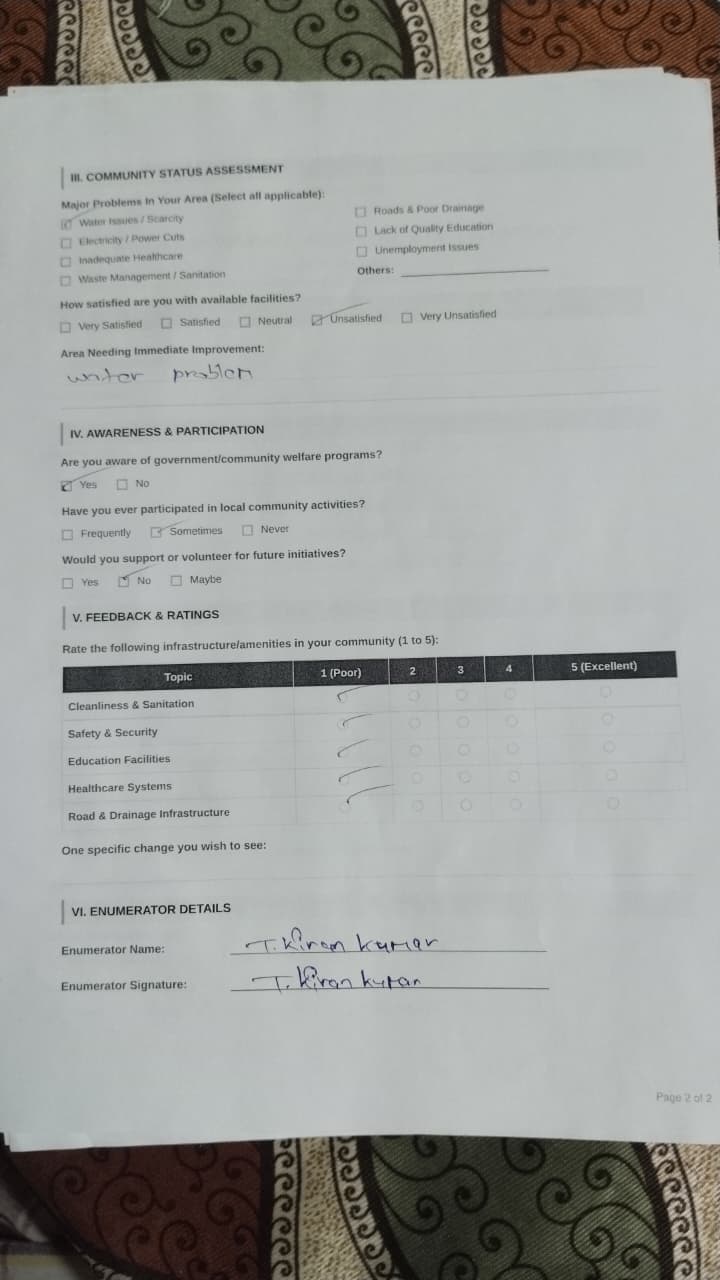 III. COMMUNITY STATUS ASSESSMENT
Major Problems in Your Area (Select all applicable):
Water Issues / Scarcity
Roads & Poor Drainage
Electricity / Power Cuts
Lack of Quality Education
Inadequate Healthcare
Unemployment Issues
Waste Management / Sanitation
Others:
How satisfied are you with available facilities?
Very Satisfied Satisfied Neutral Unsatisfied Very Unsatisfied
Area Needing Immediate Improvement:
water problem
IV. AWARENESS & PARTICIPATION
Are you aware of government/community welfare programs?
Yes No
Have you ever participated in local community activities?
Frequently Sometimes Never
Would you support or volunteer for future initiatives?
Yes No Maybe
V. FEEDBACK & RATINGS
Rate the following infrastructure/amenities in your community (1 to 5):
Topic 1 (Poor) 2 3 4 5 (Excellent)
Cleanliness & Sanitation
Safety & Security
Education Facilities
Healthcare Systems
Road & Drainage Infrastructure
One specific change you wish to see:
VI. ENUMERATOR DETAILS
Enumerator Name: T. Kiran kumar
Enumerator Signature: T. Kiran kumar
Page 2 of 2